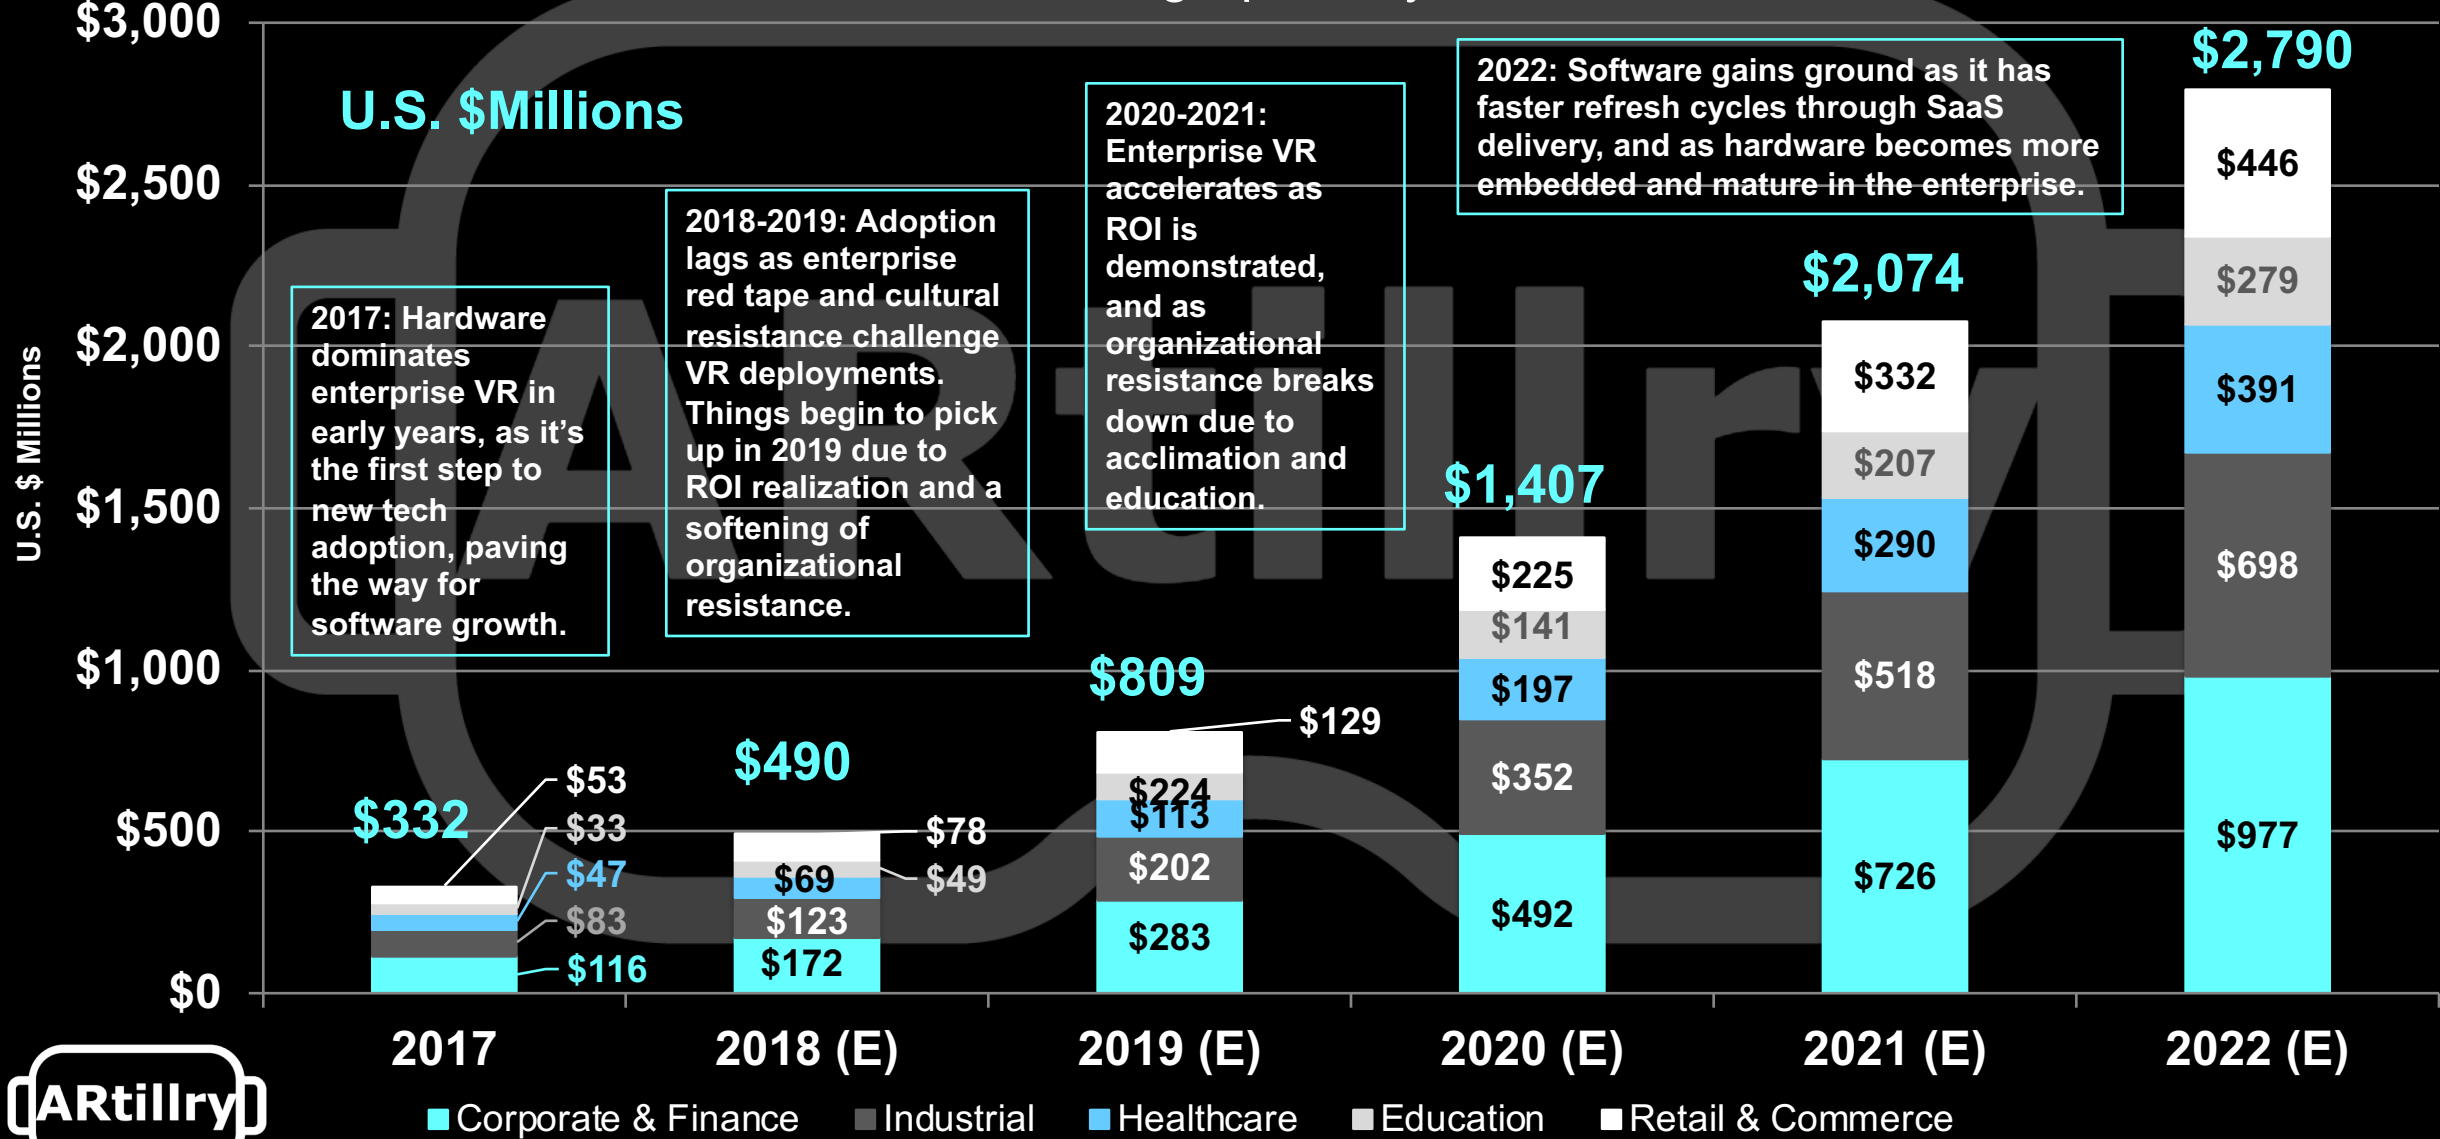 $3,000
$2,500
$2,000
$1,500
$1,000
$500
$0
U.S. $ Millions
U.S. $Millions
2017: Hardware
dominates
enterprise VR in
early years, as it’s
the first step to
new tech
adoption, paving
the way for
software growth.
2018-2019: Adoption
lags as enterprise
red tape and cultural
resistance challenge
VR deployments.
Things begin to pick
up in 2019 due to
ROI realization and a
softening of
organizational
resistance.
2020-2021:
Enterprise VR
accelerates as
ROI is
demonstrated,
and as
organizational
resistance breaks
down due to
acclimation and
education.
2022: Software gains ground as it has
faster refresh cycles through SaaS
delivery, and as hardware becomes more
embedded and mature in the enterprise.
$332
$53
$33
$47
$83
$116
$490
$78
$49
$69
$123
$172
$809
$129
$224
$113
$202
$283
$1,407
$225
$141
$197
$352
$492
$2,074
$332
$207
$290
$518
$726
$2,790
$446
$279
$391
$698
$977
2017
2018 (E)
2019 (E)
2020 (E)
2021 (E)
2022 (E)
Corporate & Finance
Industrial
Healthcare
Education
Retail & Commerce
ARtillry
ARtillry